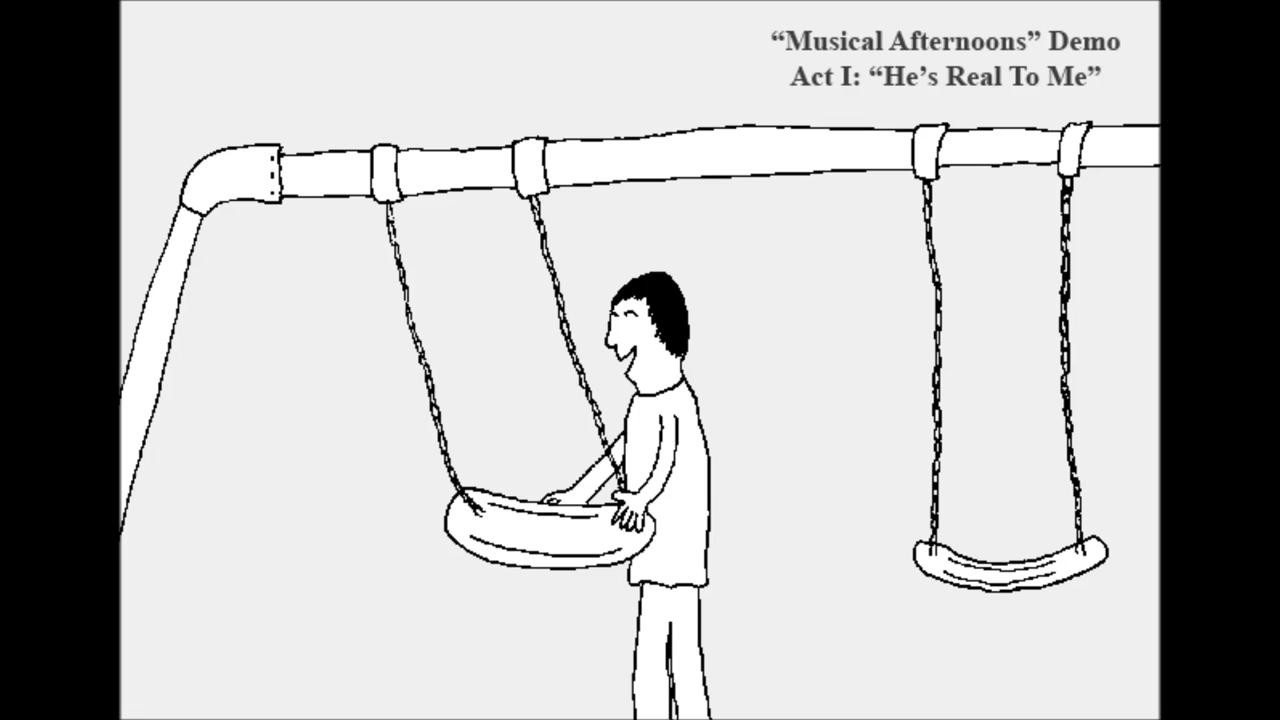 “Musical Afternoons” Demo
Act I: “He’s Real To Me”